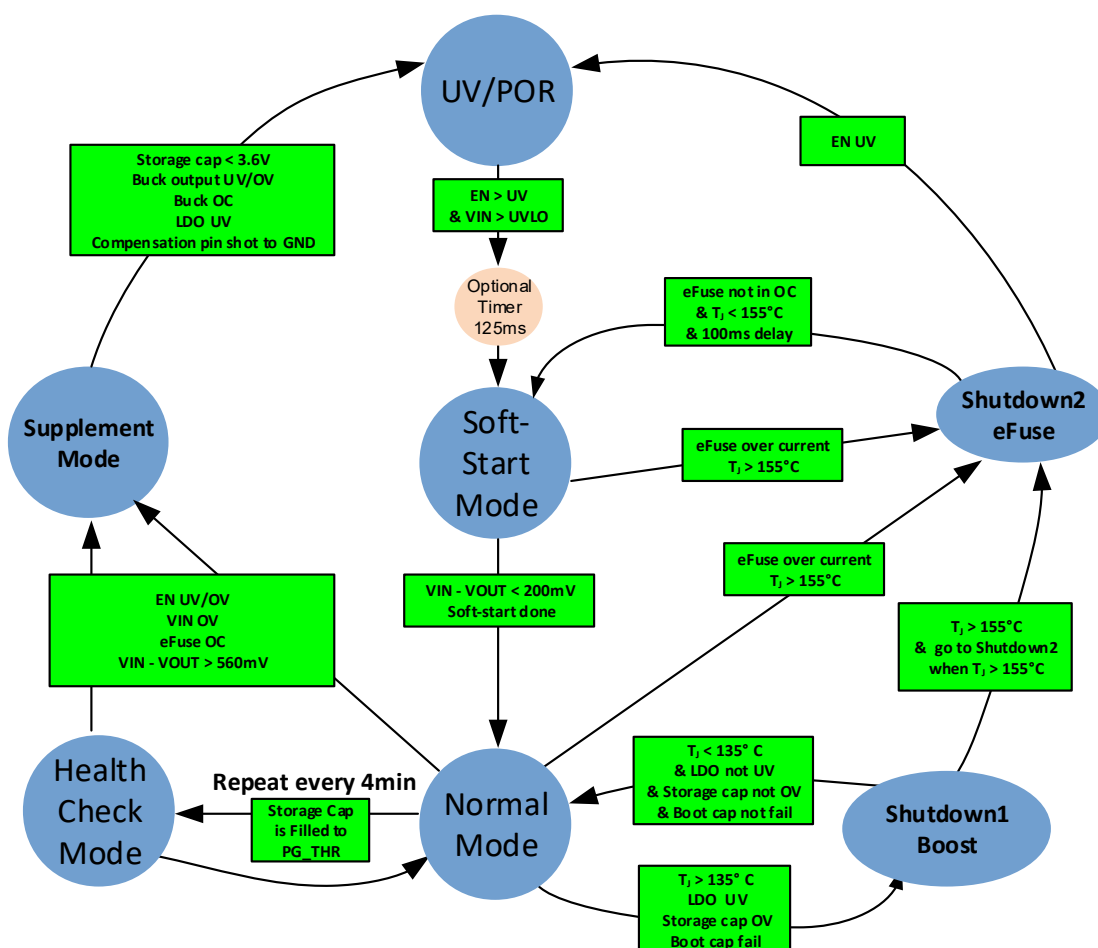 UV/POR
Storage cap < 3.6V
Buck output UV/OV
Buck OC
LDO UV
Compensation pin shot to GND
EN UV
EN > UV
& VIN > UVLO
Optional
Timer
125ms
eFuse not in OC
& TJ < 155°C
& 100ms delay
Supplement
Mode
Soft-
Start
Mode
Shutdown2
eFuse
eFuse over current
TJ > 155°C
eFuse over current
TJ > 155°C
VIN - VOUT < 200mV
Soft-start done
EN UV/OV
VIN OV
eFuse OC
VIN - VOUT > 560mV
TJ > 155°C
& go to Shutdown2
when TJ > 155°C
Health
Check
Mode
Repeat every 4min
Storage Cap
is Filled to
PG_THR
Normal
Mode
TJ < 135° C
& LDO not UV
& Storage cap not OV
& Boot cap not fail
Shutdown1
Boost
TJ > 135° C
LDO UV
Storage cap OV
Boot cap fail